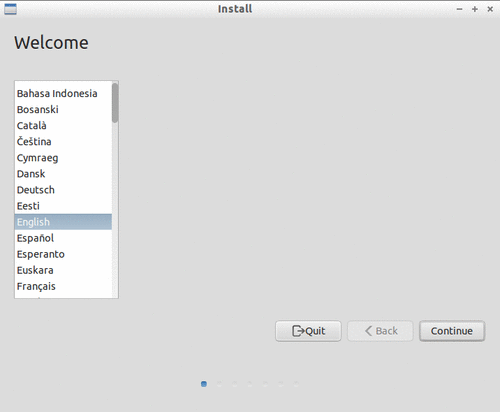 Install
Welcome
Bahasa Indonesia
Bosanski
Català
Čeština
Cymraeg
Dansk
Deutsch
Eesti
English
Español
Esperanto
Euskara
Français
Quit
Back
Continue